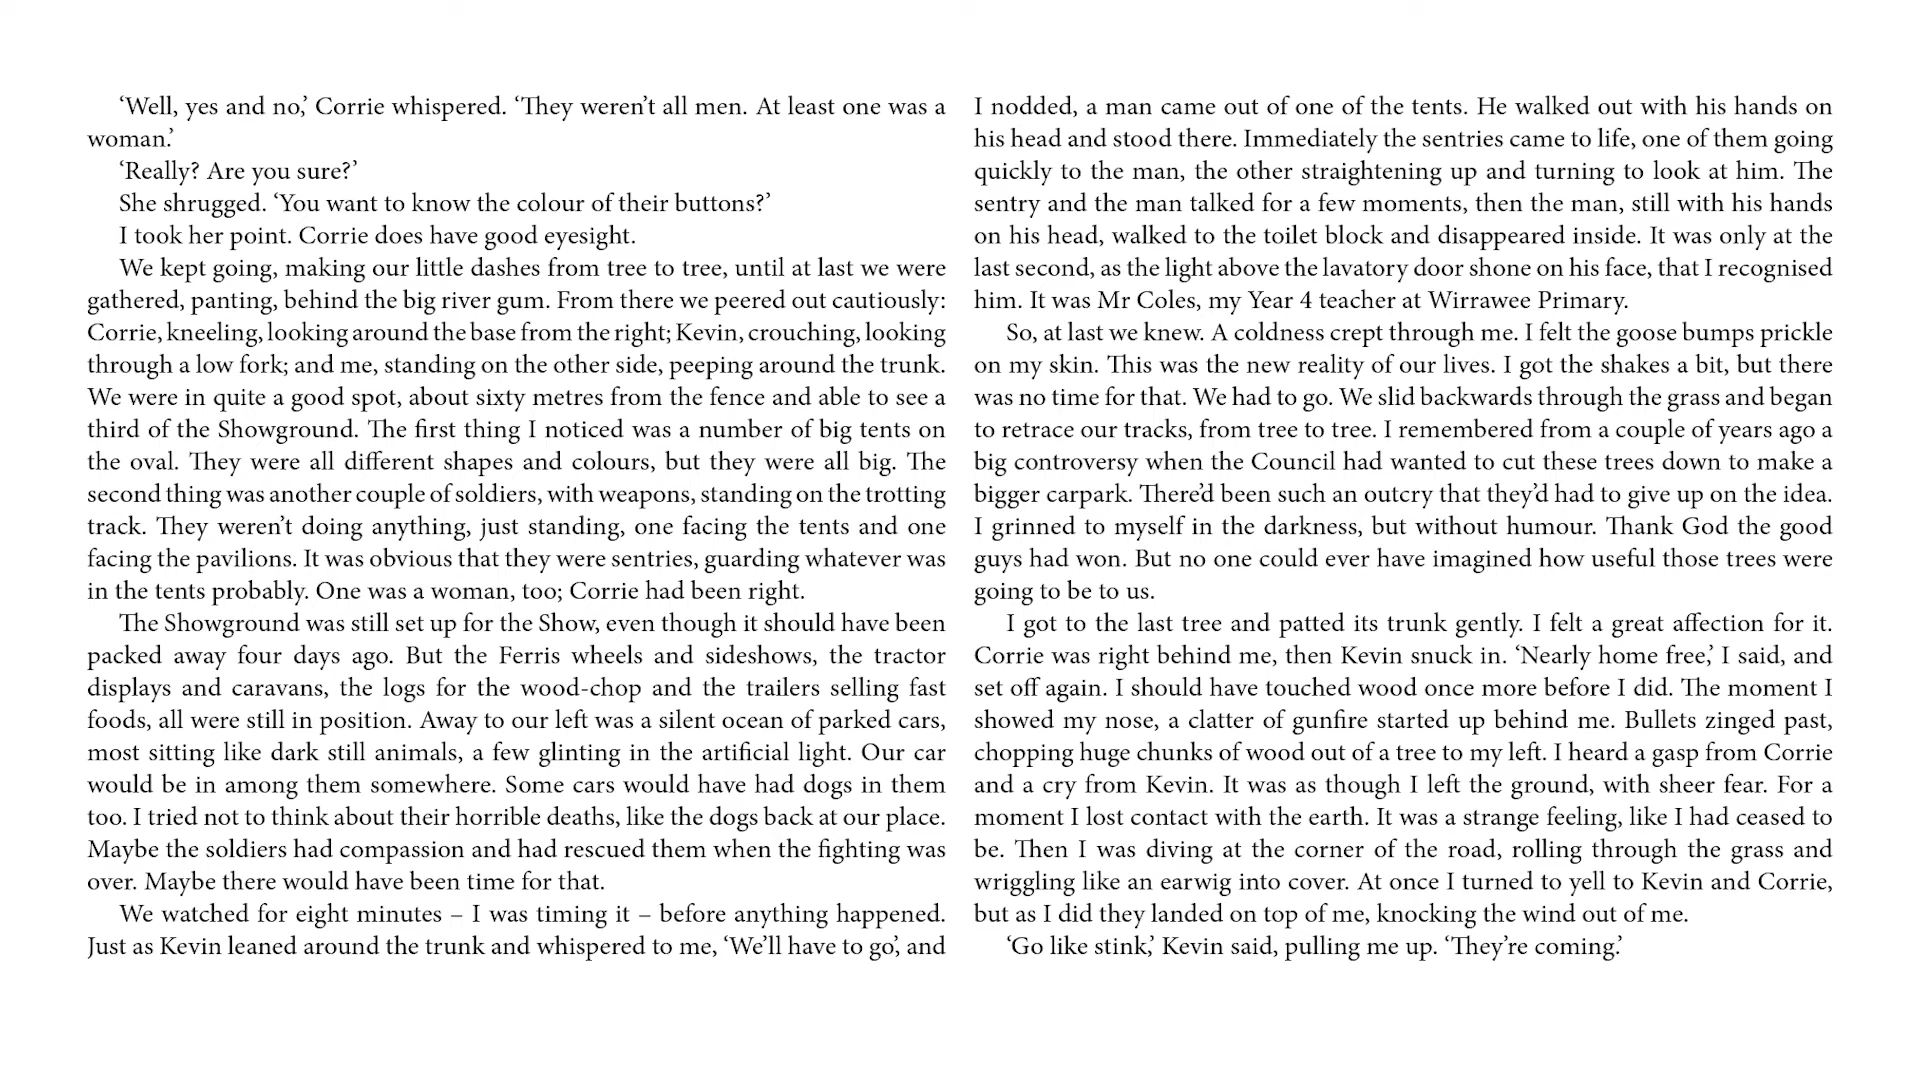 ‘Well, yes and no,’ Corrie whispered. ‘They weren’t all men. At least one was a
woman.’
‘Really? Are you sure?’
She shrugged. ‘You want to know the colour of their buttons?’
I took her point. Corrie does have good eyesight.
We kept going, making our little dashes from tree to tree, until at last we were
gathered, panting, behind the big river gum. From there we peered out cautiously:
Corrie, kneeling, looking around the base from the right; Kevin, crouching, looking
through a low fork; and me, standing on the other side, peeping around the trunk.
We were in quite a good spot, about sixty metres from the fence and able to see a
third of the Showground. The first thing I noticed was a number of big tents on
the oval. They were all different shapes and colours, but they were all big. The
second thing was another couple of soldiers, with weapons, standing on the trotting
track. They weren’t doing anything, just standing, one facing the tents and one
facing the pavilions. It was obvious that they were sentries, guarding whatever was
in the tents probably. One was a woman, too; Corrie had been right.
The Showground was still set up for the Show, even though it should have been
packed away four days ago. But the Ferris wheels and sideshows, the tractor
displays and caravans, the logs for the wood-chop and the trailers selling fast
foods, all were still in position. Away to our left was a silent ocean of parked cars,
most sitting like dark still animals, a few glinting in the artificial light. Our car
would be in among them somewhere. Some cars would have had dogs in them
too. I tried not to think about their horrible deaths, like the dogs back at our place.
Maybe the soldiers had compassion and had rescued them when the fighting was
over. Maybe there would have been time for that.
We watched for eight minutes – I was timing it – before anything happened.
Just as Kevin leaned around the trunk and whispered to me, ‘We’ll have to go’, and
I nodded, a man came out of one of the tents. He walked out with his hands on
his head and stood there. Immediately the sentries came to life, one of them going
quickly to the man, the other straightening up and turning to look at him. The
sentry and the man talked for a few moments, then the man, still with his hands
on his head, walked to the toilet block and disappeared inside. It was only at the
last second, as the light above the lavatory door shone on his face, that I recognised
him. It was Mr Coles, my Year 4 teacher at Wirrawee Primary.
So, at last we knew. A coldness crept through me. I felt the goose bumps prickle
on my skin. This was the new reality of our lives. I got the shakes a bit, but there
was no time for that. We had to go. We slid backwards through the grass and began
to retrace our tracks, from tree to tree. I remembered from a couple of years ago a
big controversy when the Council had wanted to cut these trees down to make a
bigger carpark. There’d been such an outcry that they’d had to give up on the idea.
I grinned to myself in the darkness, but without humour. Thank God the good
guys had won. But no one could ever have imagined how useful those trees were
going to be to us.
I got to the last tree and patted its trunk gently. I felt a great affection for it.
Corrie was right behind me, then Kevin snuck in. ‘Nearly home free,’ I said, and
set off again. I should have touched wood once more before I did. The moment I
showed my nose, a clatter of gunfire started up behind me. Bullets zinged past,
chopping huge chunks of wood out of a tree to my left. I heard a gasp from Corrie
and a cry from Kevin. It was as though I left the ground, with sheer fear. For a
moment I lost contact with the earth. It was a strange feeling, like I had ceased to
be. Then I was diving at the corner of the road, rolling through the grass and
wriggling like an earwig into cover. At once I turned to yell to Kevin and Corrie,
but as I did they landed on top of me, knocking the wind out of me.
‘Go like stink,’ Kevin said, pulling me up. ‘They’re coming.’